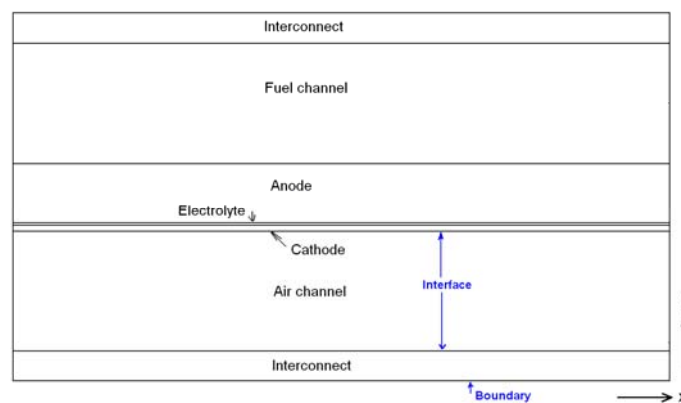 Interconnect
Fuel channel
Anode
Electrolyte
Cathode
Interface
Air channel
Interconnect
Boundary